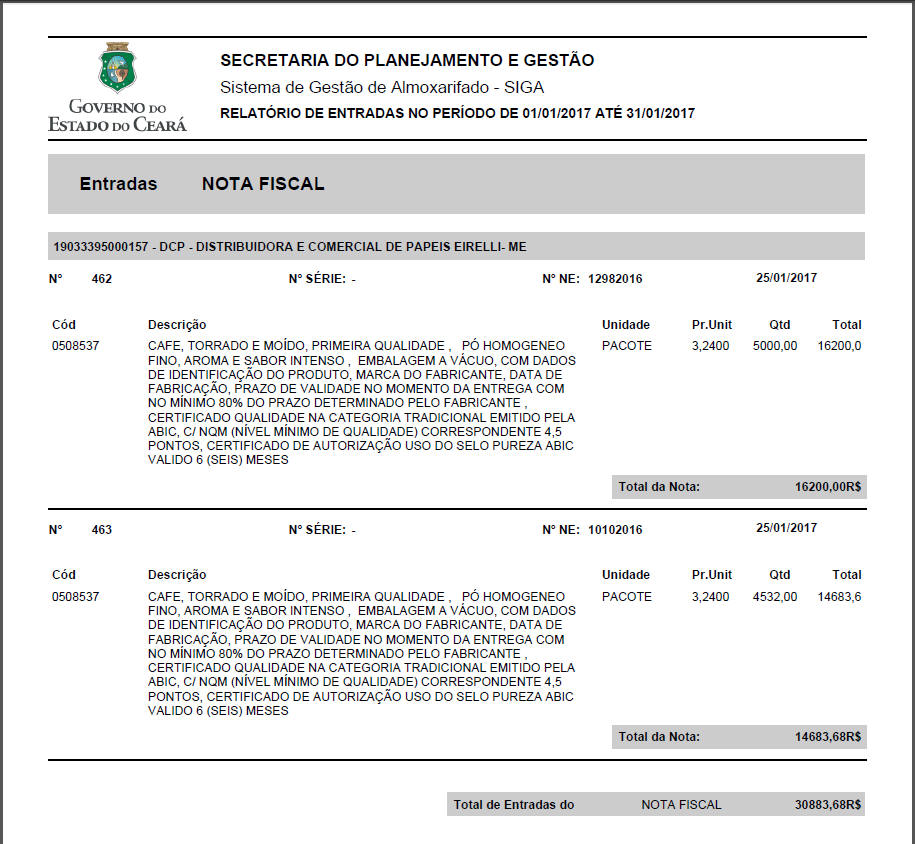 GOVERNO DO
ESTADO DO CEARÁ
SECRETARIA DO PLANEJAMENTO E GESTÃO
Sistema de Gestão de Almoxarifado - SIGA
RELATÓRIO DE ENTRADAS NO PERÍODO DE 01/01/2017 ATÉ 31/01/2017
Entradas NOTA FISCAL
19033395000157 - DCP - DISTRIBUIDORA E COMERCIAL DE PAPEIS EIRELLI- ME
N° 462 N° SÉRIE: - N° NE: 12982016 25/01/2017
Cód Descrição Unidade Pr.Unit Qtd Total
0508537 CAFE, TORRADO E MOÍDO, PRIMEIRA QUALIDADE , PÓ HOMOGENEO PACOTE 3,2400 5000,00 16200,0
FINO, AROMA E SABOR INTENSO , EMBALAGEM A VÁCUO, COM DADOS
DE IDENTIFICAÇÃO DO PRODUTO, MARCA DO FABRICANTE, DATA DE
FABRICAÇÃO, PRAZO DE VALIDADE NO MOMENTO DA ENTREGA COM
NO MÍNIMO 80% DO PRAZO DETERMINADO PELO FABRICANTE ,
CERTIFICADO QUALIDADE NA CATEGORIA TRADICIONAL EMITIDO PELA
ABIC, C/ NQM (NÍVEL MÍNIMO DE QUALIDADE) CORRESPONDENTE 4,5
PONTOS, CERTIFICADO DE AUTORIZAÇÃO USO DO SELO PUREZA ABIC
VALIDO 6 (SEIS) MESES
Total da Nota: 16200,00R$
N° 463 N° SÉRIE: - N° NE: 10102016 25/01/2017
Cód Descrição Unidade Pr.Unit Qtd Total
0508537 CAFE, TORRADO E MOÍDO, PRIMEIRA QUALIDADE , PÓ HOMOGENEO PACOTE 3,2400 4532,00 14683,6
FINO, AROMA E SABOR INTENSO , EMBALAGEM A VÁCUO, COM DADOS
DE IDENTIFICAÇÃO DO PRODUTO, MARCA DO FABRICANTE, DATA DE
FABRICAÇÃO, PRAZO DE VALIDADE NO MOMENTO DA ENTREGA COM
NO MÍNIMO 80% DO PRAZO DETERMINADO PELO FABRICANTE ,
CERTIFICADO QUALIDADE NA CATEGORIA TRADICIONAL EMITIDO PELA
ABIC, C/ NQM (NÍVEL MÍNIMO DE QUALIDADE) CORRESPONDENTE 4,5
PONTOS, CERTIFICADO DE AUTORIZAÇÃO USO DO SELO PUREZA ABIC
VALIDO 6 (SEIS) MESES
Total da Nota: 14683,68R$
Total de Entradas do NOTA FISCAL 30883,68R$